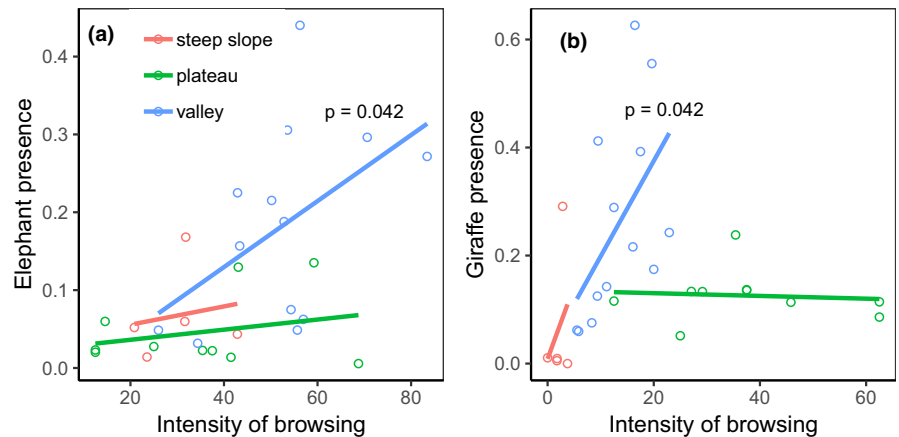 (a)
steep slope
plateau
valley
p = 0.042
Elephant presence
0.4
0.3
0.2
0.1
0.0
20 40 60 80
Intensity of browsing
(b)
p = 0.042
Giraffe presence
0.6
0.4
0.2
0.0
0 20 40 60
Intensity of browsing